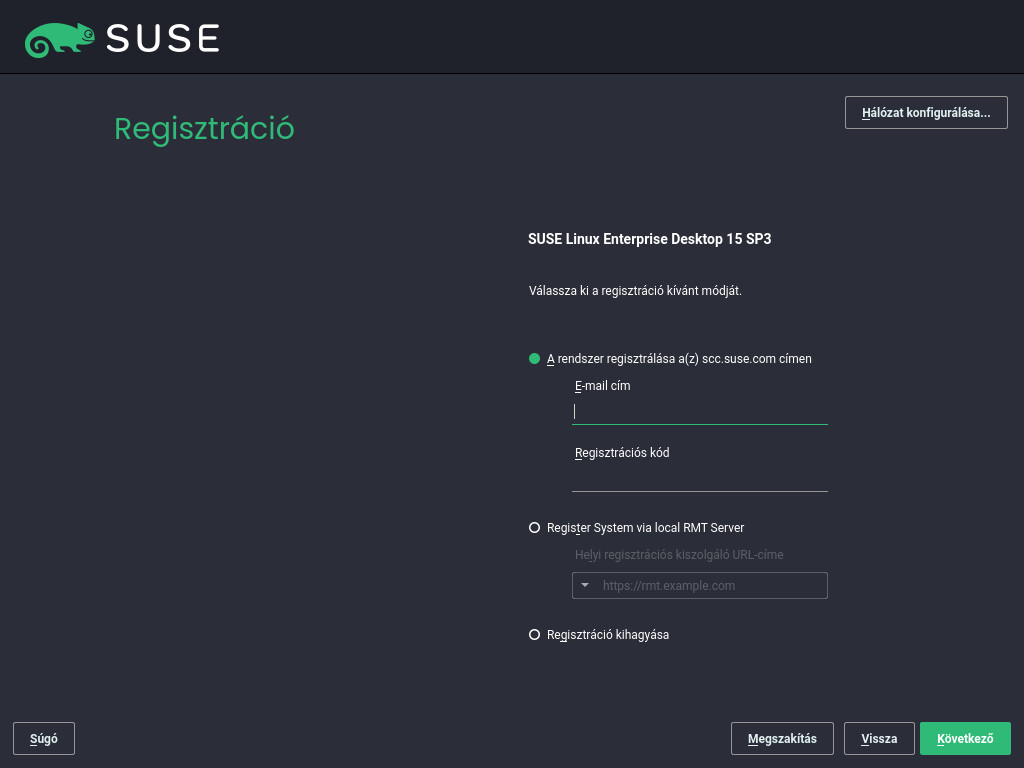 SUSE
Regisztráció
Hálózat konfigurálása...
SUSE Linux Enterprise Desktop 15 SP3
Válassza ki a regisztráció kívánt módját.
A rendszer regisztrálása a(z) scc.suse.com címen
E-mail cím
Regisztrációs kód
Register System via local RMT Server
Helyi regisztrációs kiszolgáló URL-címe
https://rmt.example.com
Regisztráció kihagyása
Súgó
Megszakítás
Vissza
Következő